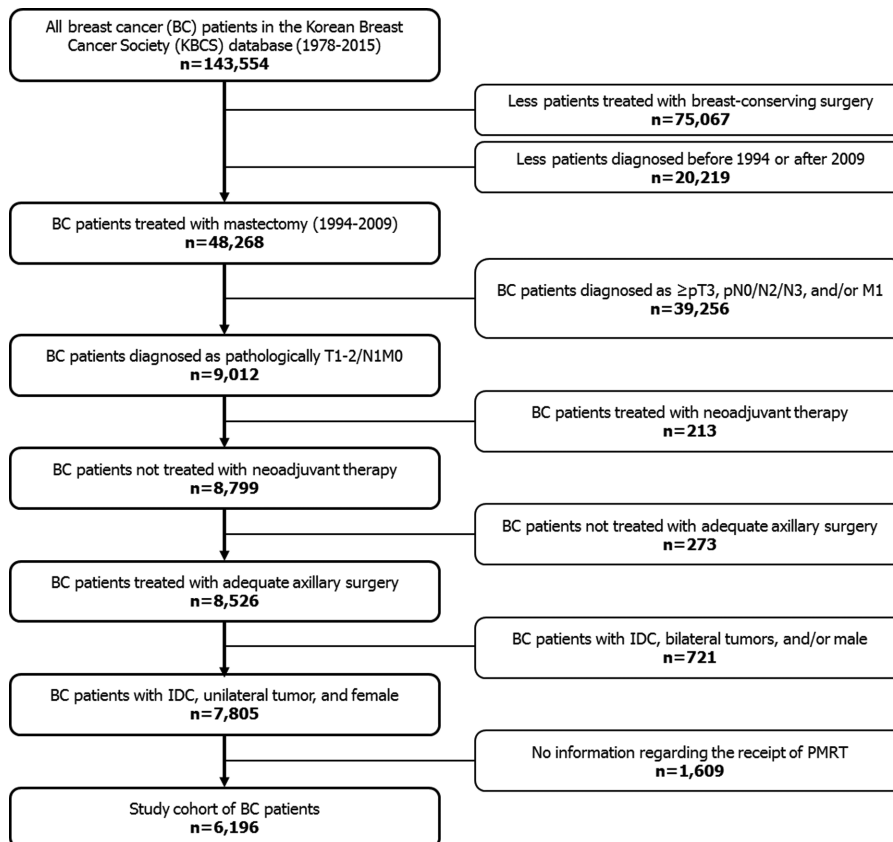 All breast cancer (BC) patients in the Korean Breast
Cancer Society (KBCS) database (1978-2015)
n=143,554
Less patients treated with breast-conserving surgery
n=75,067
Less patients diagnosed before 1994 or after 2009
n=20,219
BC patients treated with mastectomy (1994-2009)
n=48,268
BC patients diagnosed as ≥pT3, pN0/N2/N3, and/or M1
n=39,256
BC patients diagnosed as pathologically T1-2/N1M0
n=9,012
BC patients treated with neoadjuvant therapy
n=213
BC patients not treated with neoadjuvant therapy
n=8,799
BC patients not treated with adequate axillary surgery
n=273
BC patients treated with adequate axillary surgery
n=8,526
BC patients with IDC, bilateral tumors, and/or male
n=721
BC patients with IDC, unilateral tumor, and female
n=7,805
No information regarding the receipt of PMRT
n=1,609
Study cohort of BC patients
n=6,196